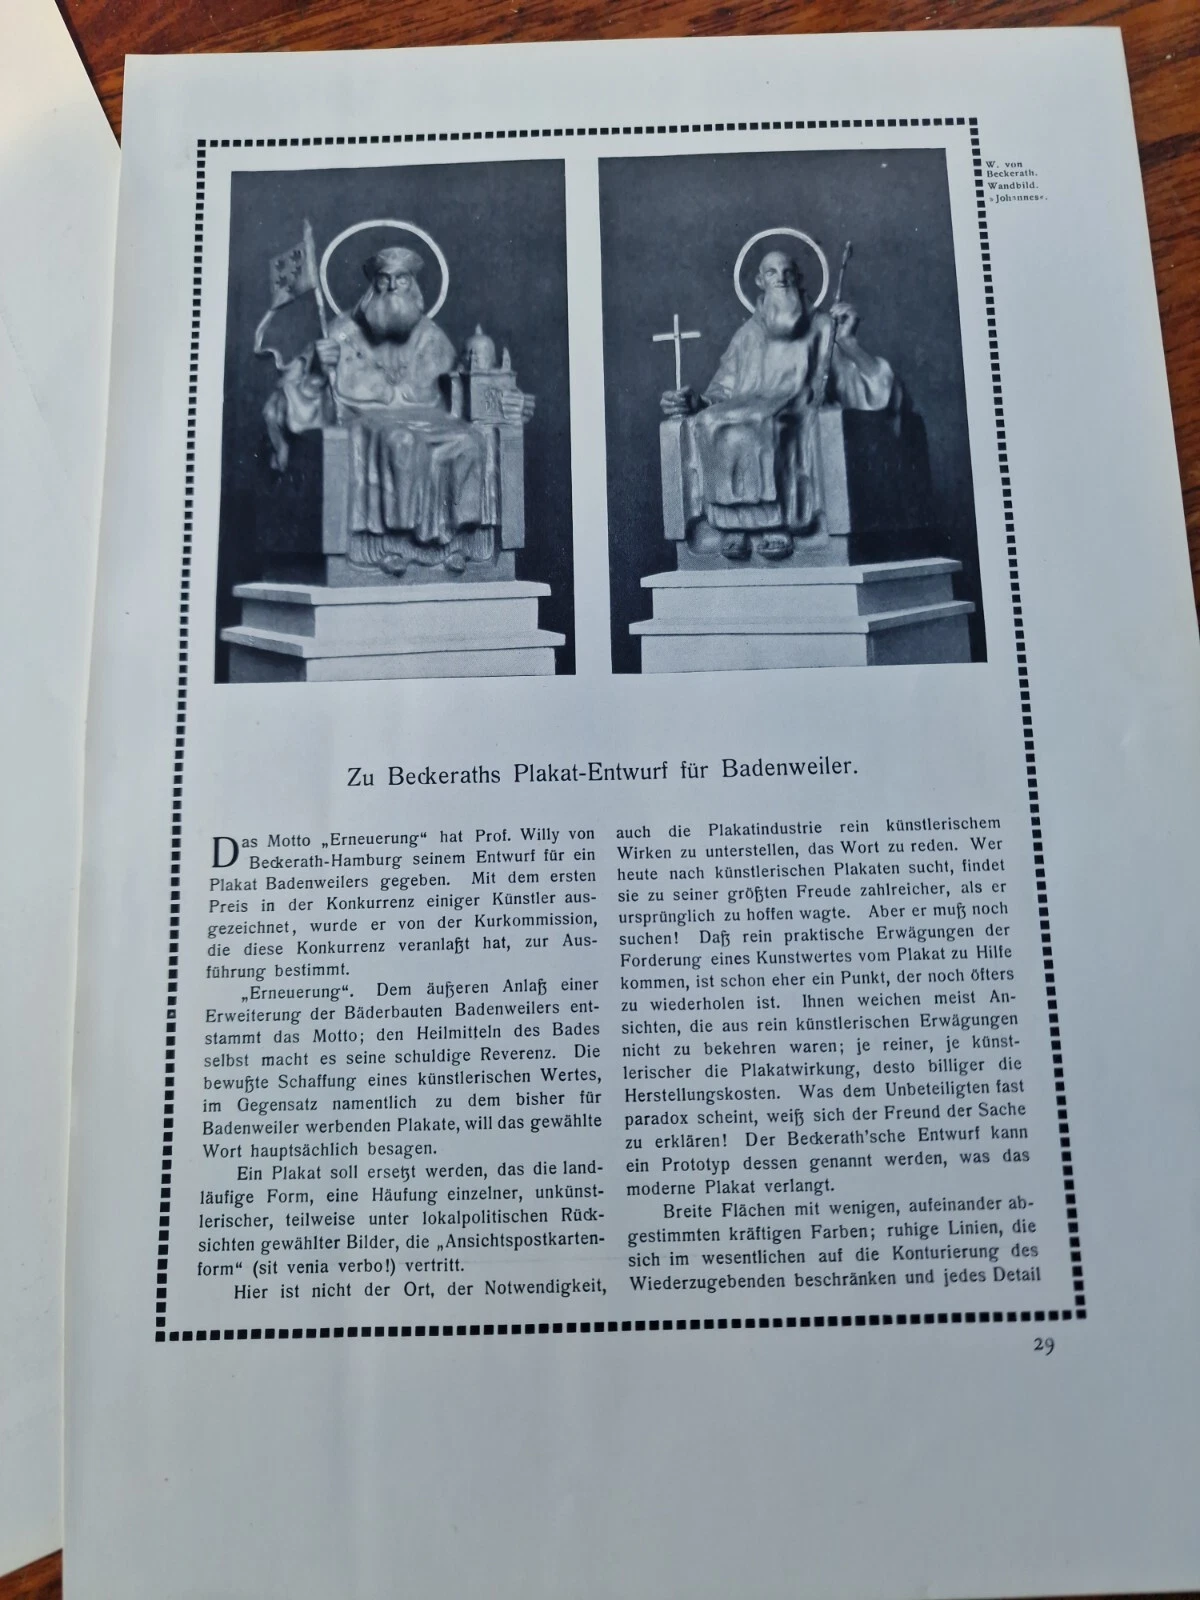 W. von
Beckerath.
Wandbild.
»Johannes«.
Zu Beckeraths Plakat-Entwurf für Badenweiler.
Das Motto „Erneuerung“ hat Prof. Willy von
Beckerath-Hamburg seinem Entwurf für ein
Plakat Badenweilers gegeben. Mit dem ersten
Preis in der Konkurrenz einiger Künstler aus-
gezeichnet, wurde er von der Kurkommission,
die diese Konkurrenz veranlaßt hat, zur Aus-
führung bestimmt.
„Erneuerung“. Dem äußeren Anlaß einer
Erweiterung der Bäderbauten Badenweilers ent-
stammt das Motto; den Heilmitteln des Bades
selbst macht es seine schuldige Reverenz. Die
bewußte Schaffung eines künstlerischen Wertes,
im Gegensatz namentlich zu dem bisher für
Badenweiler werbenden Plakate, will das gewählte
Wort hauptsächlich besagen.
Ein Plakat soll ersetzt werden, das die land-
läufige Form, eine Häufung einzelner, unkünst-
lerischer, teilweise unter lokalpolitischen Rück-
sichten gewählter Bilder, die „Ansichtspostkarten-
form“ (sit venia verbo!) vertritt.
Hier ist nicht der Ort, der Notwendigkeit,
auch die Plakatindustrie rein künstlerischem
Wirken zu unterstellen, das Wort zu reden. Wer
heute nach künstlerischen Plakaten sucht, findet
sie zu seiner größten Freude zahlreicher, als er
ursprünglich zu hoffen wagte. Aber er muß noch
suchen! Daß rein praktische Erwägungen der
Forderung eines Kunstwertes vom Plakat zu Hilfe
kommen, ist schon eher ein Punkt, der noch öfters
zu wiederholen ist. Ihnen weichen meist An-
sichten, die aus rein künstlerischen Erwägungen
nicht zu bekehren waren; je reiner, je künst-
lerischer die Plakatwirkung, desto billiger die
Herstellungskosten. Was dem Unbeteiligten fast
paradox scheint, weiß sich der Freund der Sache
zu erklären! Der Beckerath'sche Entwurf kann
ein Prototyp dessen genannt werden, was das
moderne Plakat verlangt.
Breite Flächen mit wenigen, aufeinander ab-
gestimmten kräftigen Farben; ruhige Linien, die
sich im wesentlichen auf die Konturierung des
Wiederzugebenden beschränken und jedes Detail
29